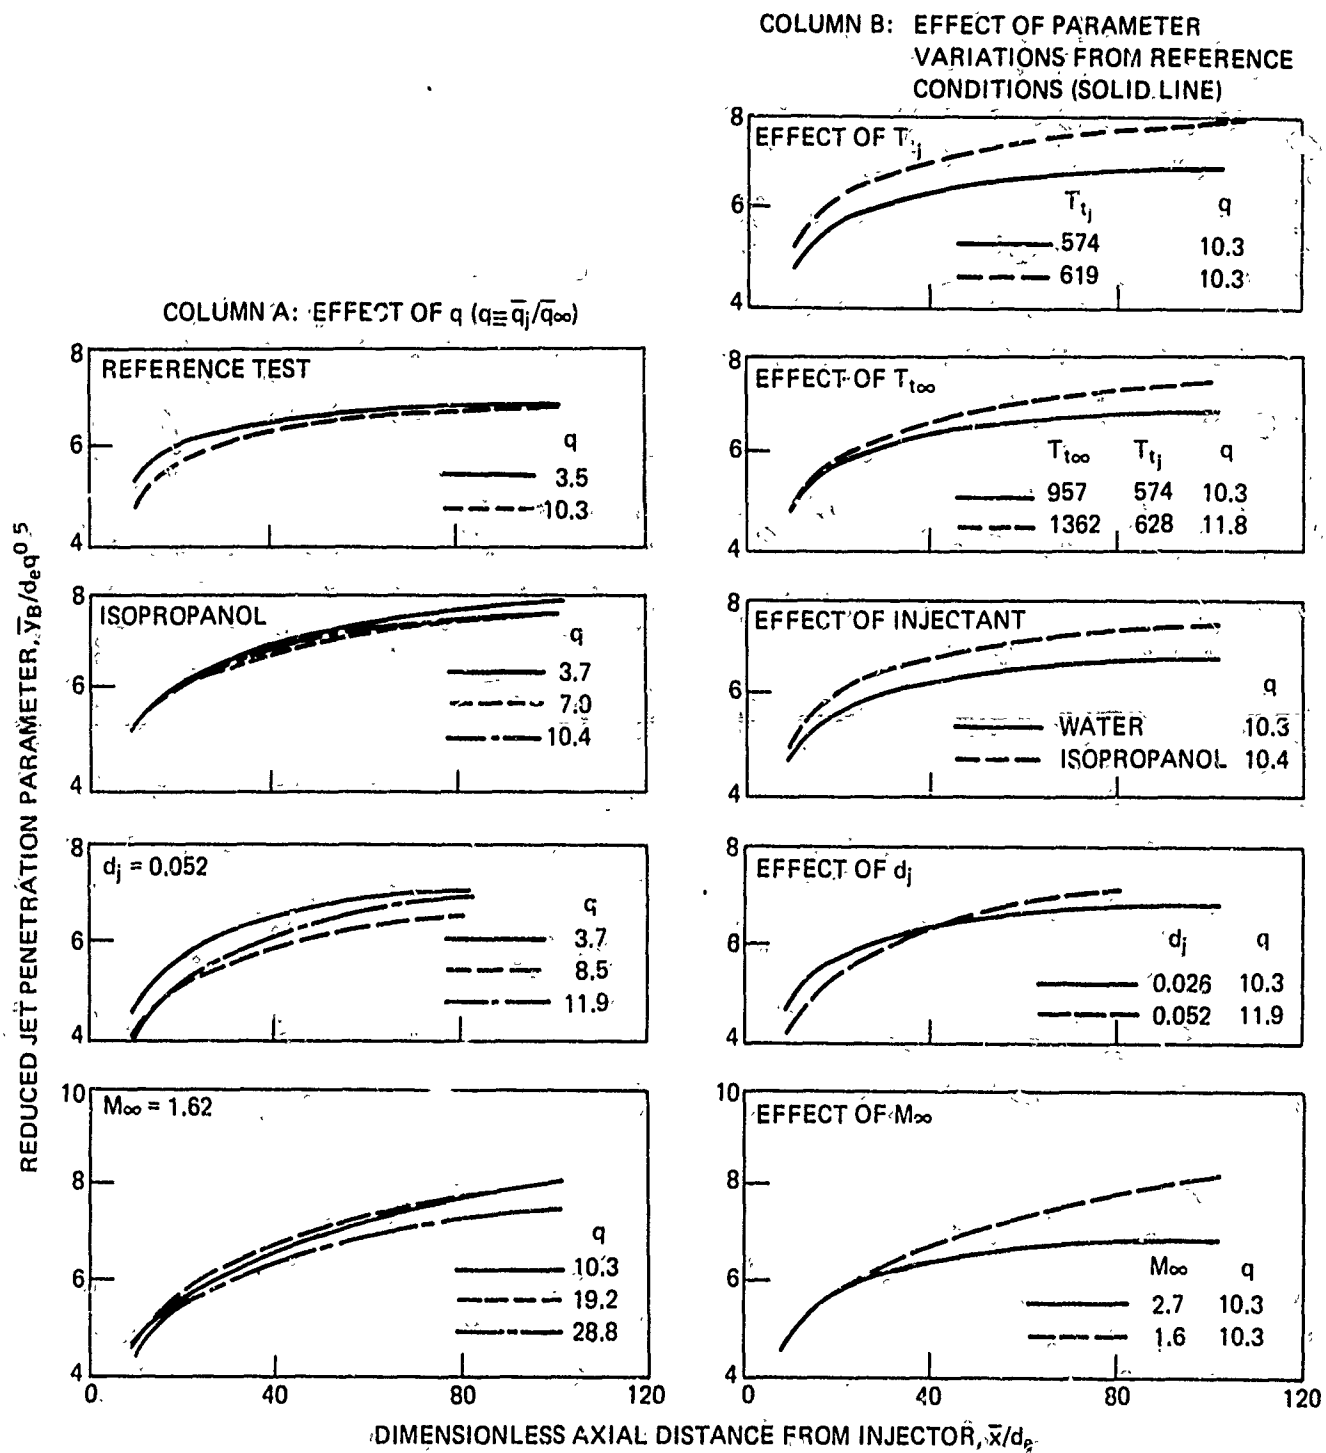 COLUMN B: EFFECT OF PARAMETER
VARIATIONS FROM REFERENCE
CONDITIONS (SOLID LINE)
COLUMN A: EFFECT OF q (q≡q̅j/q̅∞)
REDUCED JET PENETRATION PARAMETER, y̅B/deq0.5
REFERENCE TEST
8
6
4
q
3.5
10.3
ISOPROPANOL
8
6
4
q
3.7
7.0
10.4
dj = 0.052
8
6
4
q
3.7
8.5
11.9
M∞ = 1.62
10
8
6
4
q
10.3
19.2
28.8
0 40 80 120
EFFECT OF Ttj
8
6
4
Ttj q
574 10.3
619 10.3
EFFECT OF Tt∞
8
6
4
Tt∞ Ttj q
957 574 10.3
1362 628 11.8
EFFECT OF INJECTANT
8
6
4
q
WATER 10.3
ISOPROPANOL 10.4
EFFECT OF dj
8
6
4
dj q
0.026 10.3
0.052 11.9
EFFECT OF M∞
10
8
6
4
M∞ q
2.7 10.3
1.6 10.3
0 40 80 120
DIMENSIONLESS AXIAL DISTANCE FROM INJECTOR, x̅/de